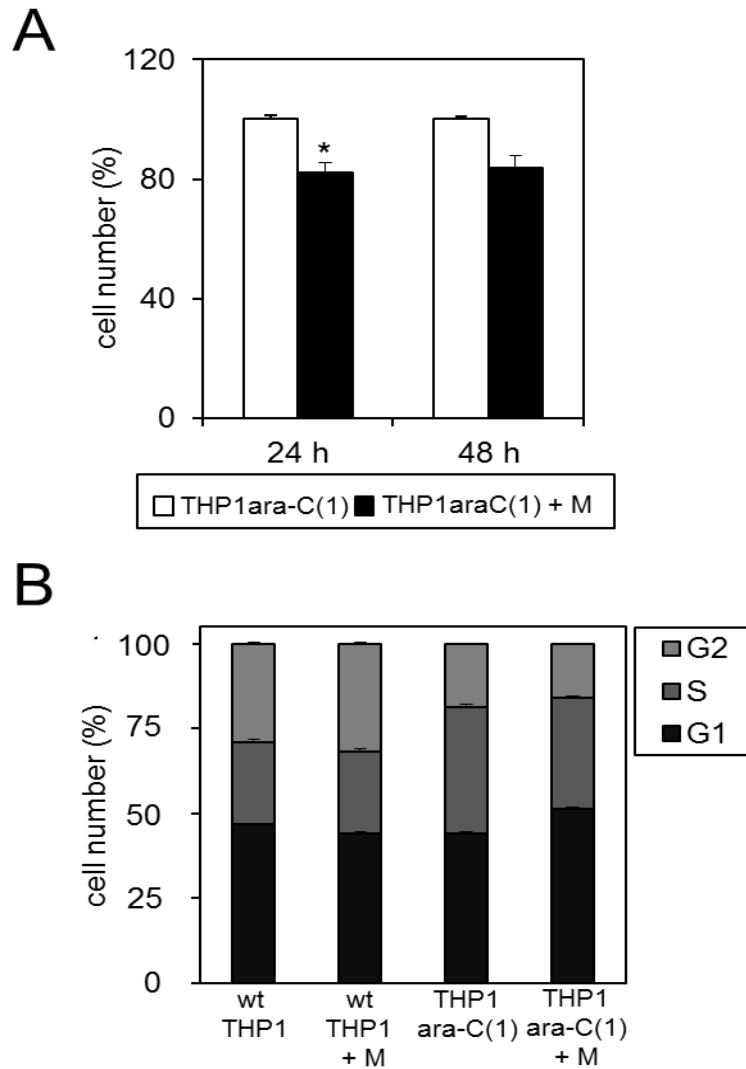 A
120
80
40
0
cell number (%)
*
24 h 48 h
THP1ara-C(1) THP1araC(1) + M
B
100
75
50
25
0
cell number (%)
G2
S
G1
wt THP1
wt THP1 + M
THP1 ara-C(1)
THP1 ara-C(1) + M